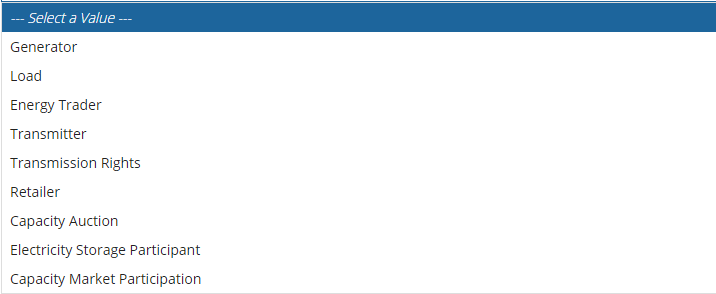 --- Select a Value ---
Generator
Load
Energy Trader
Transmitter
Transmission Rights
Retailer
Capacity Auction
Electricity Storage Participant
Capacity Market Participation